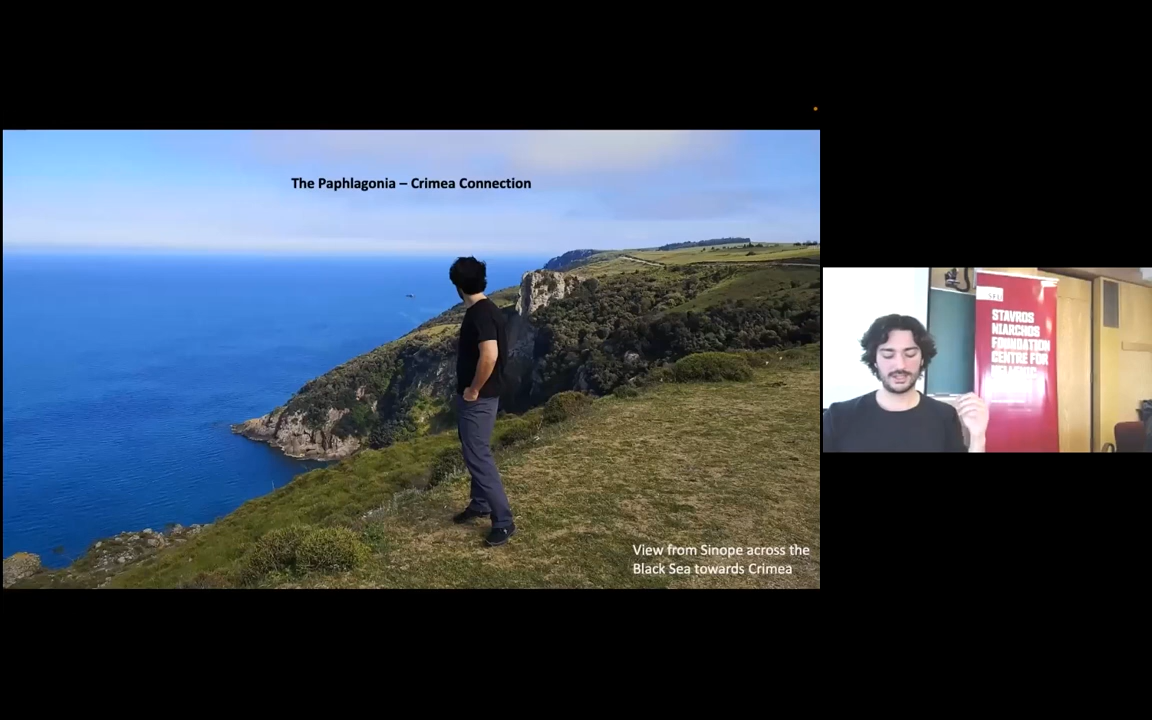 The Paphlagonia – Crimea Connection
View from Sinope across the
Black Sea towards Crimea
STAVROS
NIARCHOS
FOUNDATION
CENTRE FOR